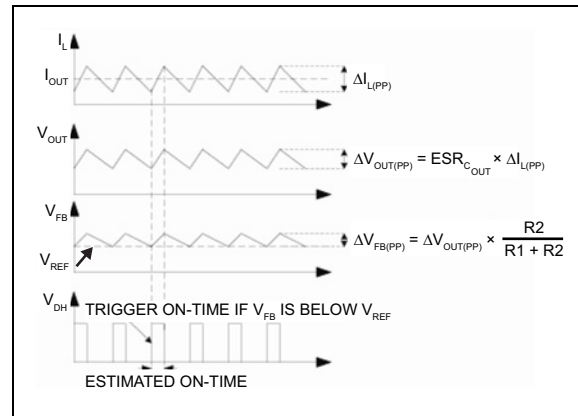 I_L
I_OUT
ΔI_L(PP)
V_OUT
ΔV_OUT(PP) = ESR_C_OUT × ΔI_L(PP)
V_FB
V_REF
ΔV_FB(PP) = ΔV_OUT(PP) × R2 / R1 + R2
V_DH
TRIGGER ON-TIME IF V_FB IS BELOW V_REF
ESTIMATED ON-TIME